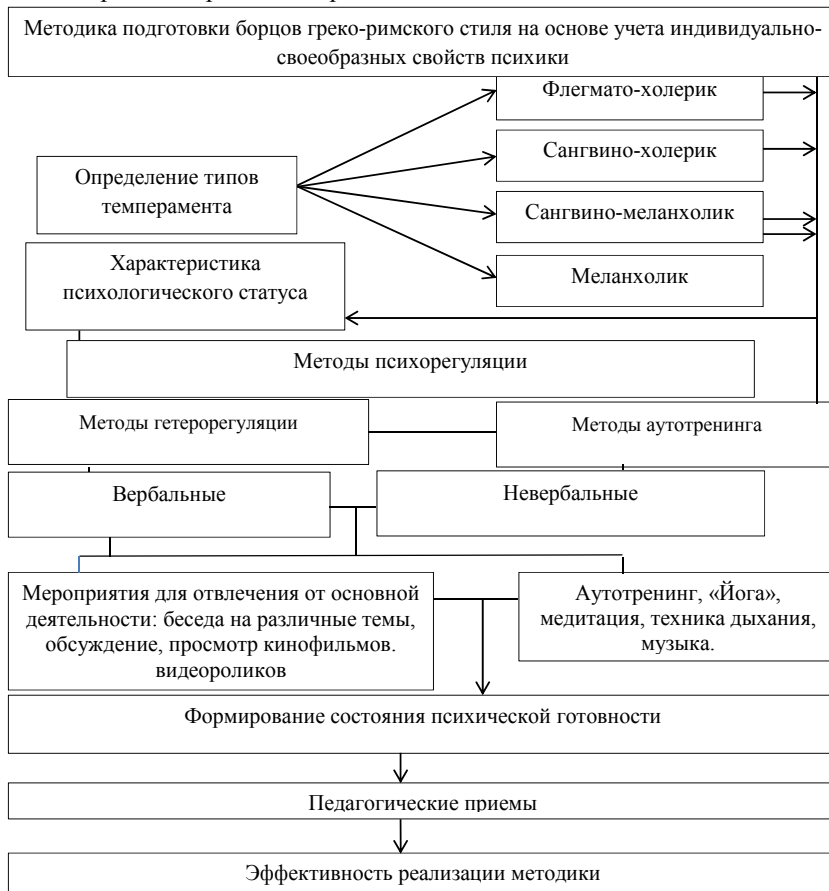 Методика подготовки борцов греко-римского стиля на основе учета индивидуально-
своеобразных свойств психики
Флегмато-холерик
Сангвино-холерик
Определение типов
темперамента
Сангвино-меланхолик
Характеристика
психологического статуса
Меланхолик
Методы психорегуляции
Методы гетерорегуляции
Методы аутотренинга
Вербальные
Невербальные
Мероприятия для отвлечения от основной
деятельности: беседа на различные темы,
обсуждение, просмотр кинофильмов.
видеороликов
Аутотренинг, «Йога»,
медитация, техника дыхания,
музыка.
Формирование состояния психической готовности
Педагогические приемы
Эффективность реализации методики